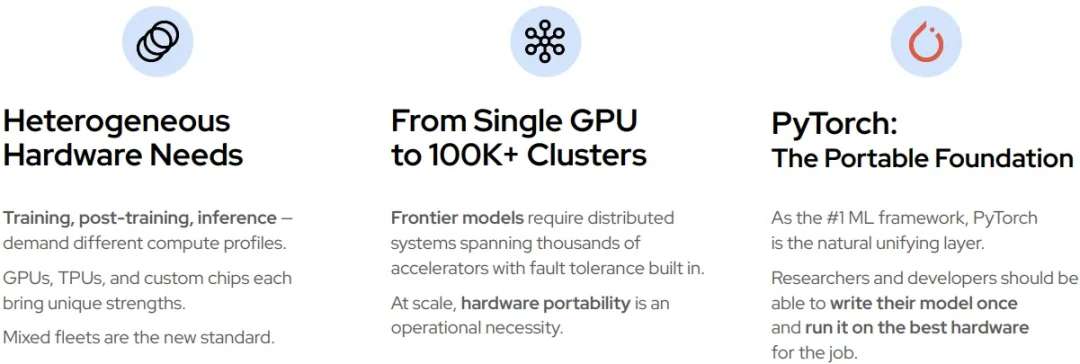 Heterogeneous
Hardware Needs
Training, post-training, inference —
demand different compute profiles.
GPUs, TPUs, and custom chips each
bring unique strengths.
Mixed fleets are the new standard.
From Single GPU
to 100K+ Clusters
Frontier models require distributed
systems spanning thousands of
accelerators with fault tolerance built in.
At scale, hardware portability is an
operational necessity.
PyTorch:
The Portable Foundation
As the #1 ML framework, PyTorch
is the natural unifying layer.
Researchers and developers should be
able to write their model once
and run it on the best hardware
for the job.